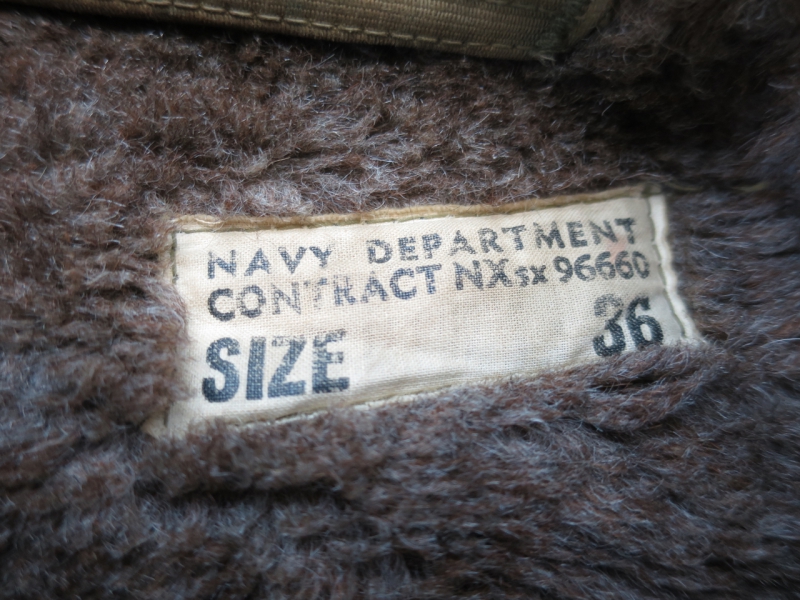 NAVY DEPARTMENT
CONTRACT NXsx 96660
SIZE 36